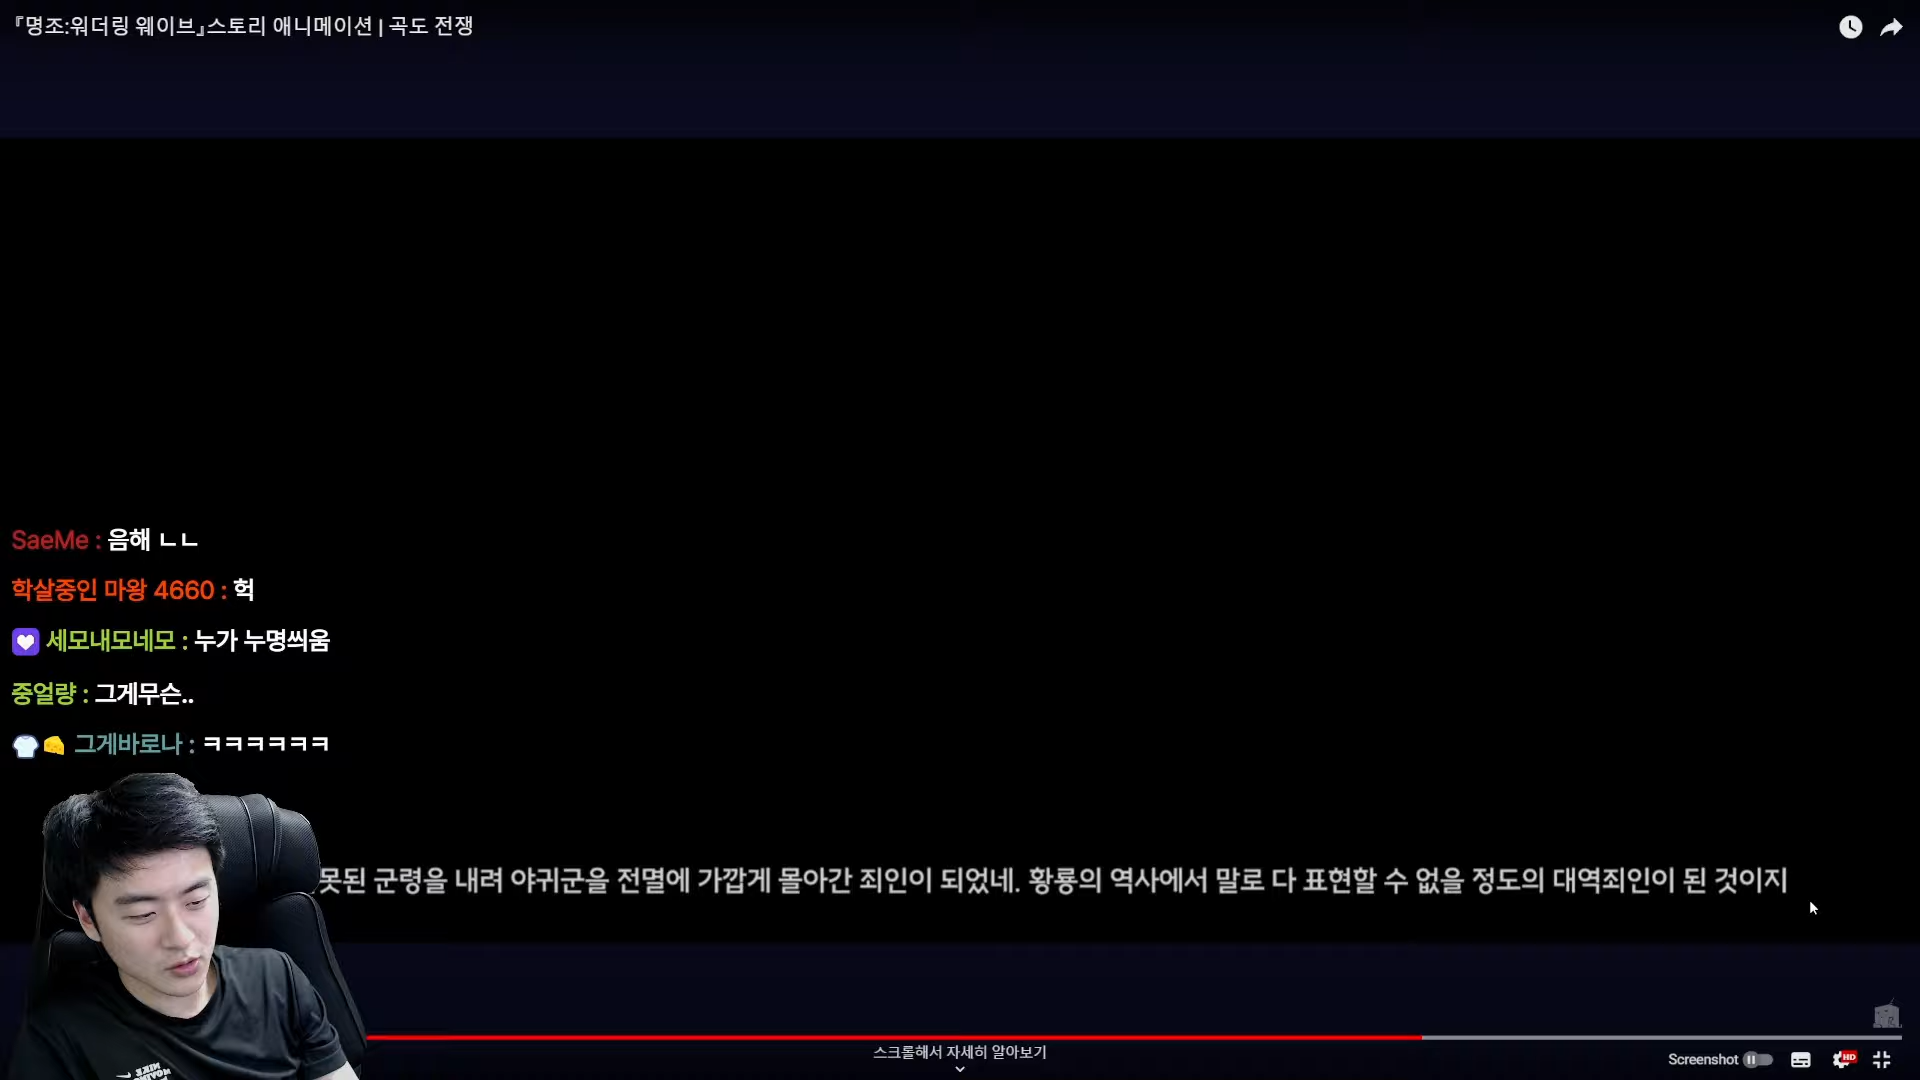 『명조:워더링 웨이브』스토리 애니메이션 | 곡도 전쟁
SaeMe : 음해 ㄴㄴ
학살중인 마왕 4660 : 헉
세모내모네모 : 누가 누명씌움
중얼량 : 그게무슨..
그게바로나 : ㅋㅋㅋㅋㅋㅋ
못된 군령을 내려 야귀군을 전멸에 가깝게 몰아간 죄인이 되었네. 황룡의 역사에서 말로 다 표현할 수 없을 정도의 대역죄인이 된 것이지
스크롤해서 자세히 알아보기
Screenshot
HD
NIKE